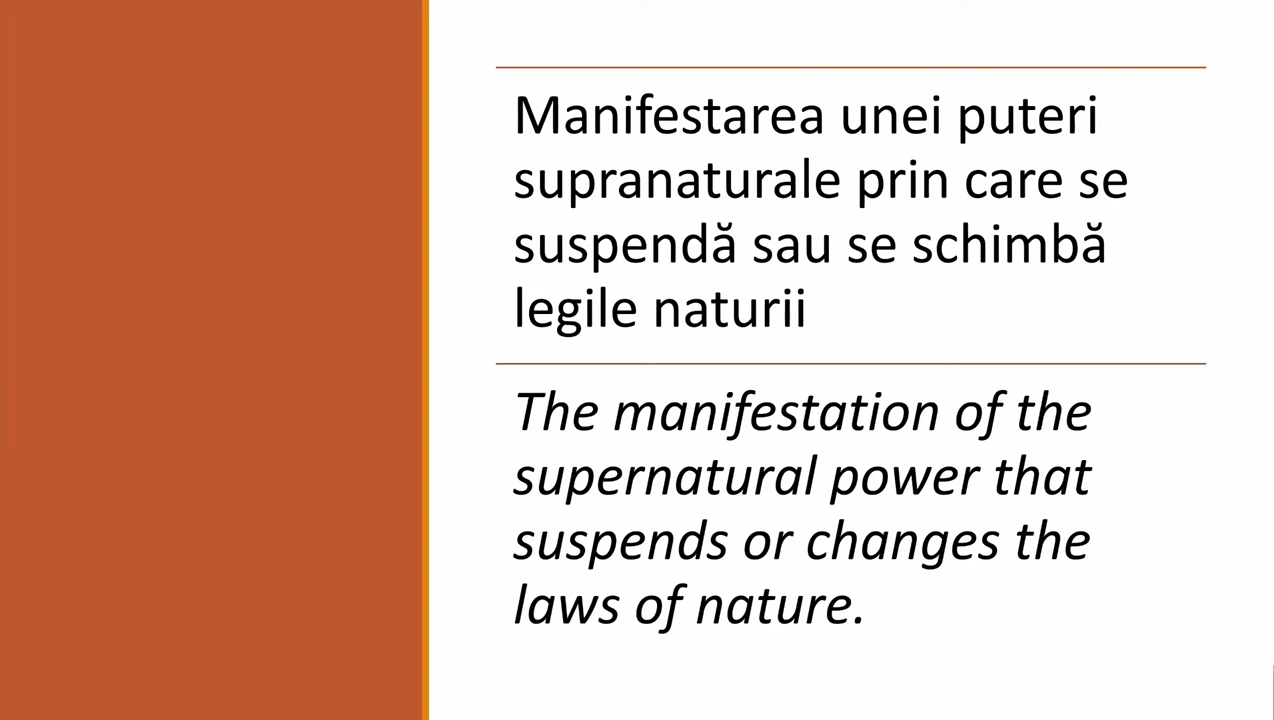 Manifestarea unei puteri
supranaturale prin care se
suspendă sau se schimbă
legile naturii
The manifestation of the
supernatural power that
suspends or changes the
laws of nature.